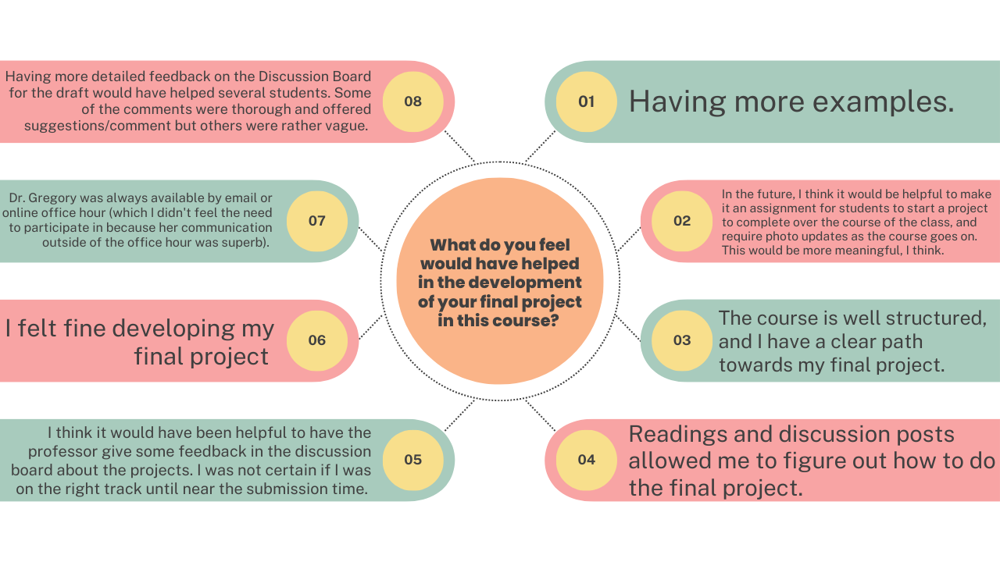 What do you feel
would have helped
in the development
of your final project
in this course?
01
Having more examples.
02
In the future, I think it would be helpful to make
it an assignment for students to start a project
to complete over the course of the class, and
require photo updates as the course goes on.
This would be more meaningful, I think.
03
The course is well structured,
and I have a clear path
towards my final project.
04
Readings and discussion posts
allowed me to figure out how to do
the final project.
05
I think it would have been helpful to have the
professor give some feedback in the discussion
board about the projects. I was not certain if I was
on the right track until near the submission time.
06
I felt fine developing my
final project
07
Dr. Gregory was always available by email or
online office hour (which I didn't feel the need
to participate in because her communication
outside of the office hour was superb).
08
Having more detailed feedback on the Discussion Board
for the draft would have helped several students. Some
of the comments were thorough and offered
suggestions/comment but others were rather vague.